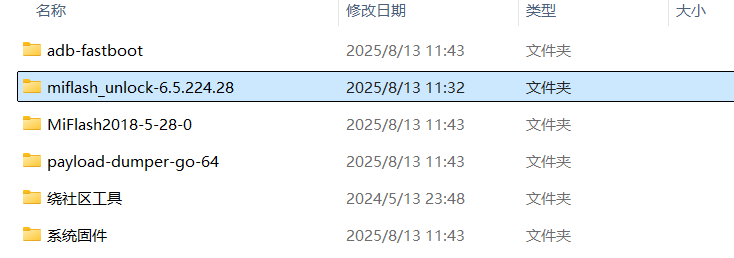 名称 修改日期 类型 大小
adb-fastboot 2025/8/13 11:43 文件夹
miflash_unlock-6.5.224.28 2025/8/13 11:32 文件夹
MiFlash2018-5-28-0 2025/8/13 11:43 文件夹
payload-dumper-go-64 2025/8/13 11:43 文件夹
绕社区工具 2024/5/13 23:48 文件夹
系统固件 2025/8/13 11:43 文件夹